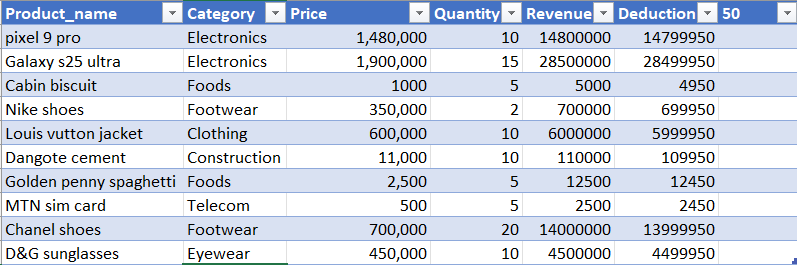 Product_name Category Price Quantity Revenue Deduction 50
pixel 9 pro Electronics 1,480,000 10 14800000 14799950
Galaxy s25 ultra Electronics 1,900,000 15 28500000 28499950
Cabin biscuit Foods 1000 5 5000 4950
Nike shoes Footwear 350,000 2 700000 699950
Louis vutton jacket Clothing 600,000 10 6000000 5999950
Dangote cement Construction 11,000 10 110000 109950
Golden penny spaghetti Foods 2,500 5 12500 12450
MTN sim card Telecom 500 5 2500 2450
Chanel shoes Footwear 700,000 20 14000000 13999950
D&G sunglasses Eyewear 450,000 10 4500000 4499950